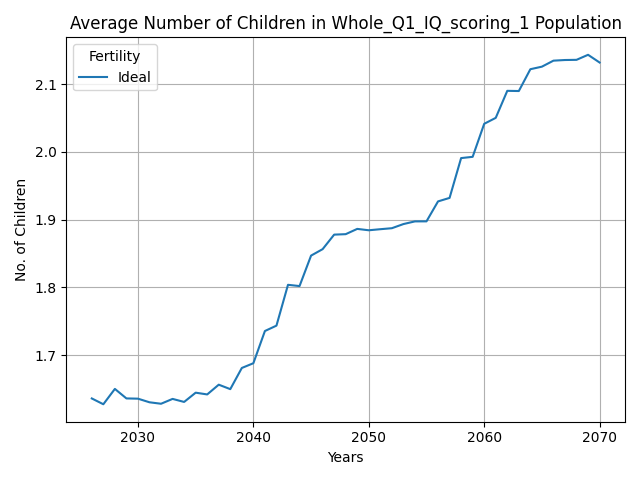 Average Number of Children in Whole_Q1_IQ_scoring_1 Population
Fertility
Ideal
No. of Children
2.1
2.0
1.9
1.8
1.7
2030 2040 2050 2060 2070
Years